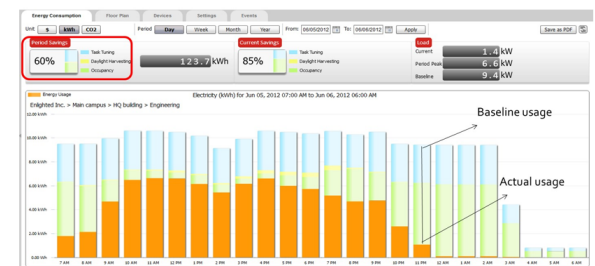 Energy Consumption Floor Plan Devices Settings Events
Unit $ kWh CO2 Period Day Week Month Year From: 06/05/2012 To: 06/06/2012 Apply Save as PDF
Period Savings
60%
Task Tuning
Daylight Harvesting
Occupancy
123.7 kWh
Current Savings
85%
Task Tuning
Daylight Harvesting
Occupancy
Load
Current 1.4 kW
Period Peak 6.6 kW
Baseline 9.4 kW
Energy Usage
Electricity (kWh) for Jun 05, 2012 07:00 AM to Jun 06, 2012 06:00 AM
Enlighted Inc. > Main campus > HQ building > Engineering
10.00 kWh
8.00 kWh
6.00 kWh
4.00 kWh
2.00 kWh
0.00 kWh
Baseline usage
Actual usage
7 AM 8 AM 9 AM 10 AM 11 AM 12 PM 1 PM 2 PM 3 PM 4 PM 5 PM 6 PM 7 PM 8 PM 9 PM 10 PM 11 PM 12 AM 1 AM 2 AM 3 AM 4 AM 5 AM 6 AM